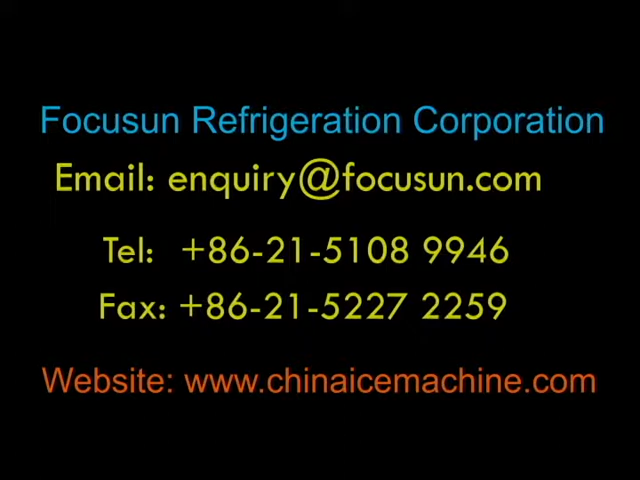 Focusun Refrigeration Corporation
Email: enquiry@focusun.com
Tel: +86-21-5108 9946
Fax: +86-21-5227 2259
Website: www.chinaicemachine.com